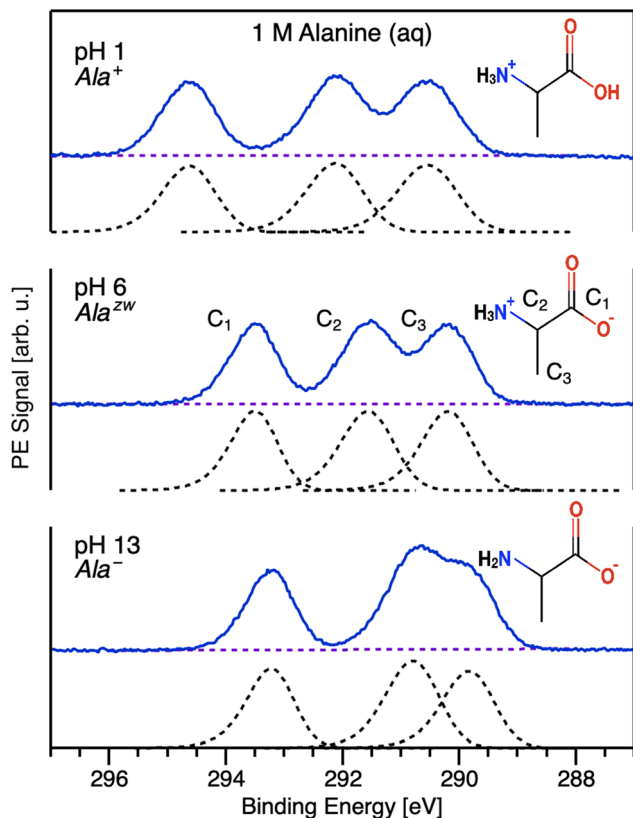 1 M Alanine (aq)
pH 1
Ala⁺
H₃N⁺
O
OH
pH 6
Alaᶻʷ
C₁
C₂
C₃
H₃N⁺
C₂
O
C₁
O⁻
C₃
pH 13
Ala⁻
H₂N
O
O⁻
PE Signal [arb. u.]
296
294
292
290
288
Binding Energy [eV]